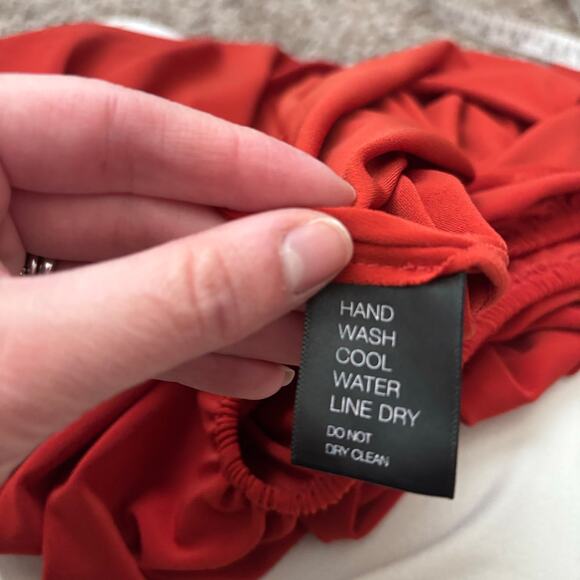 HAND
WASH
COOL
WATER
LINE DRY
DO NOT
DRY CLEAN